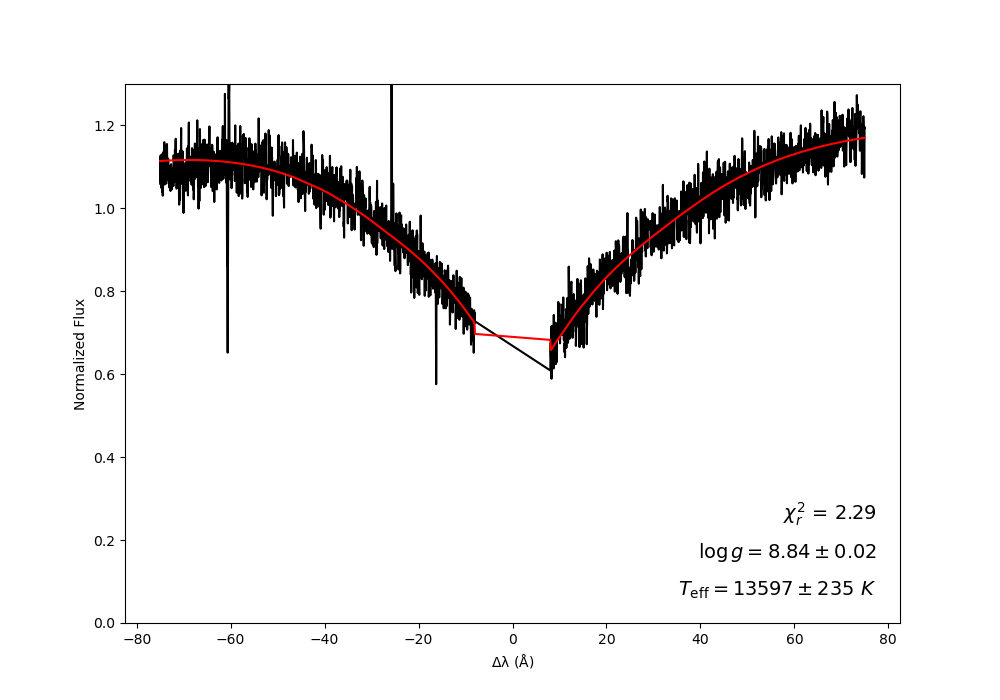 1.2
1.0
0.8
0.6
0.4
0.2
0.0
Normalized Flux
χ²ᵣ = 2.29
log g = 8.84 ± 0.02
T_eff = 13597 ± 235 K
−80 −60 −40 −20 0 20 40 60 80
Δλ (Å)